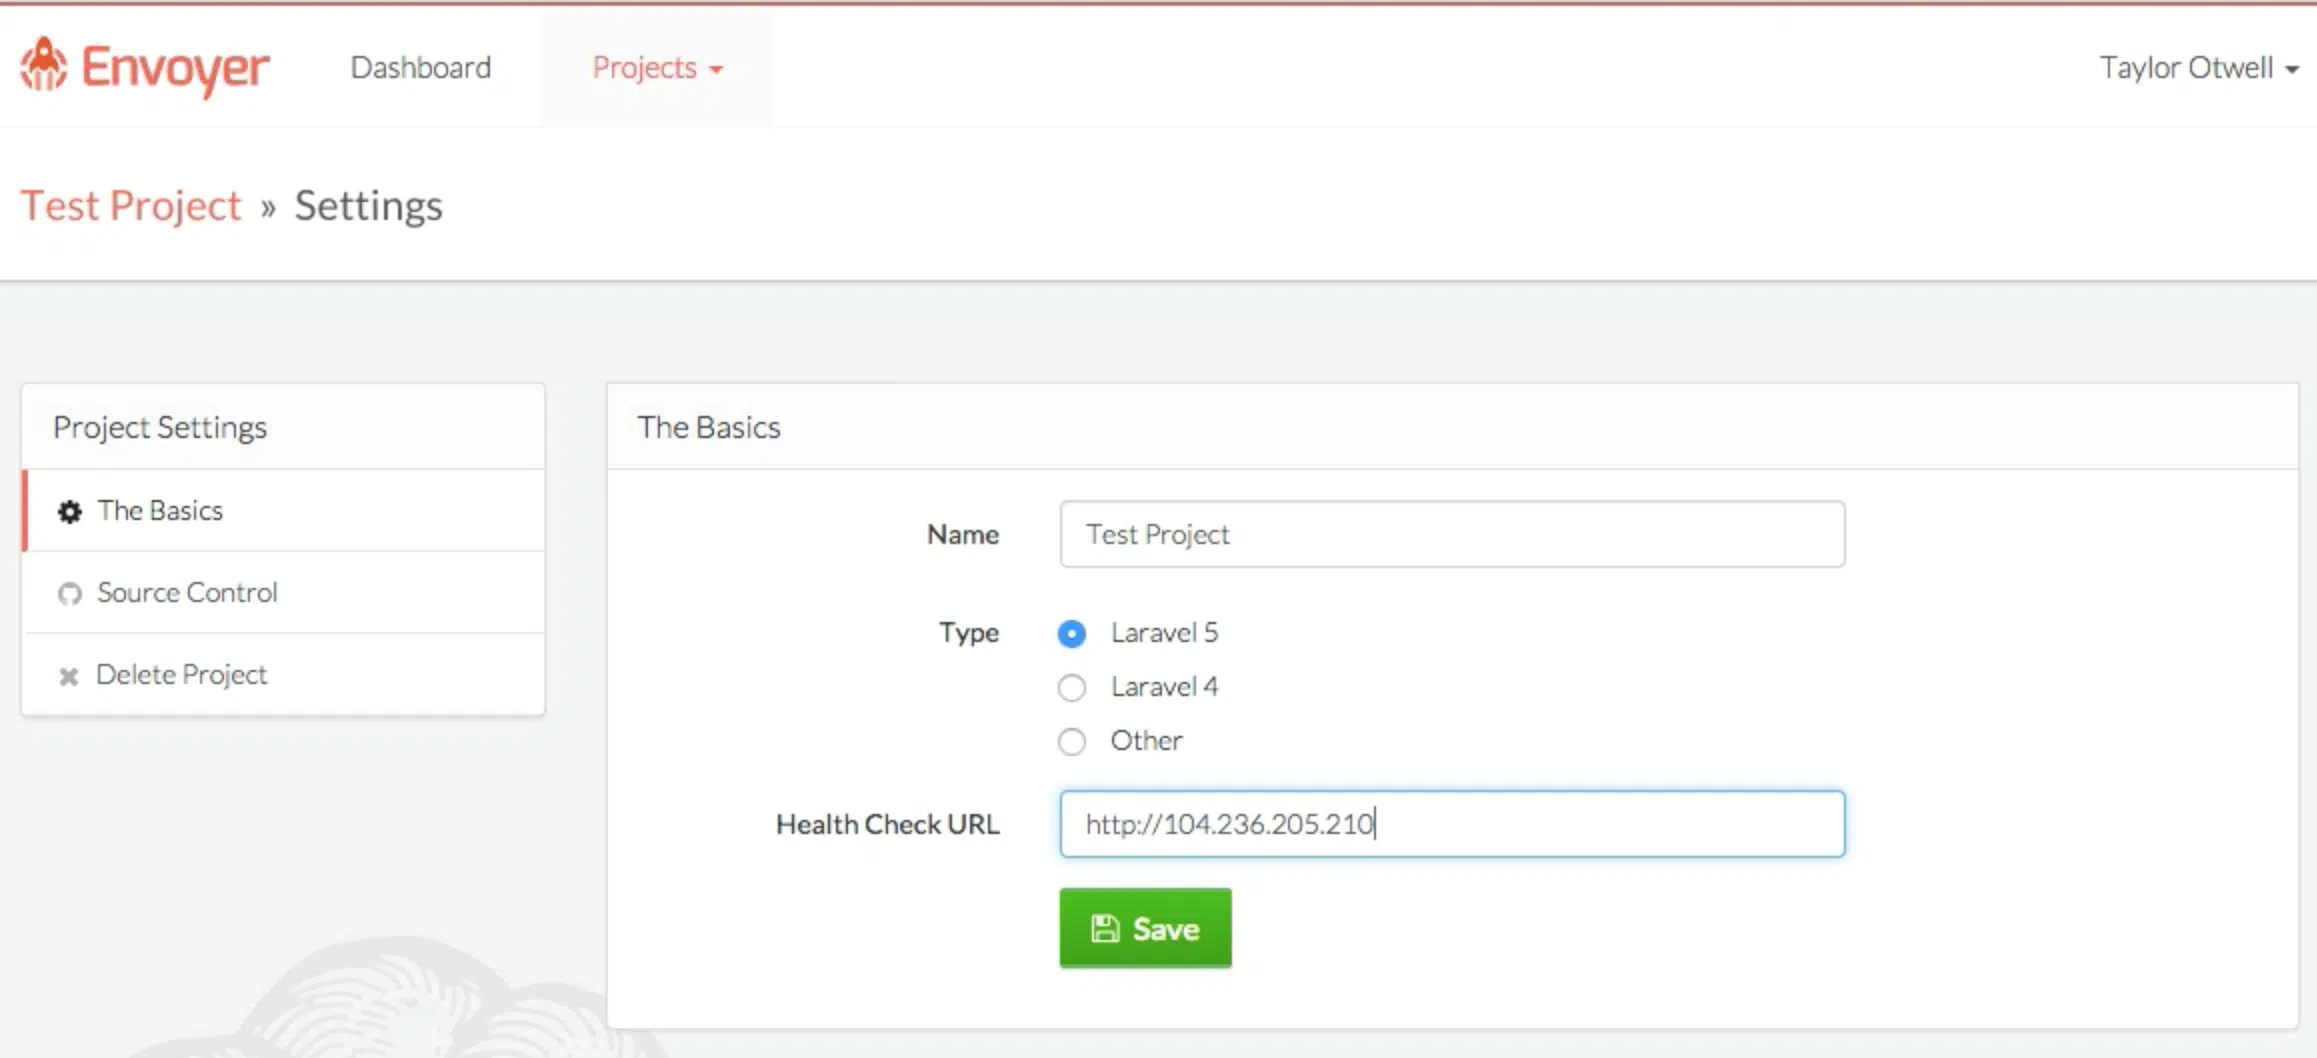 Envoyer Dashboard Projects Taylor Otwell
Test Project » Settings
Project Settings
The Basics
Source Control
Delete Project
The Basics
Name Test Project
Type Laravel 5
Laravel 4
Other
Health Check URL http://104.236.205.210
Save